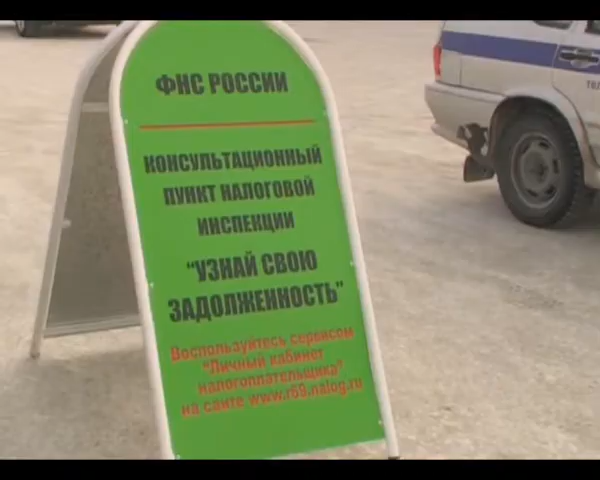 ФНС РОССИИ
КОНСУЛЬТАЦИОННЫЙ
ПУНКТ НАЛОГОВОЙ
ИНСПЕКЦИИ
"УЗНАЙ СВОЮ
ЗАДОЛЖЕННОСТЬ"
Воспользуйтесь сервисом
"Личный кабинет
налогоплательщика"
на сайте www.r69.nalog.ru